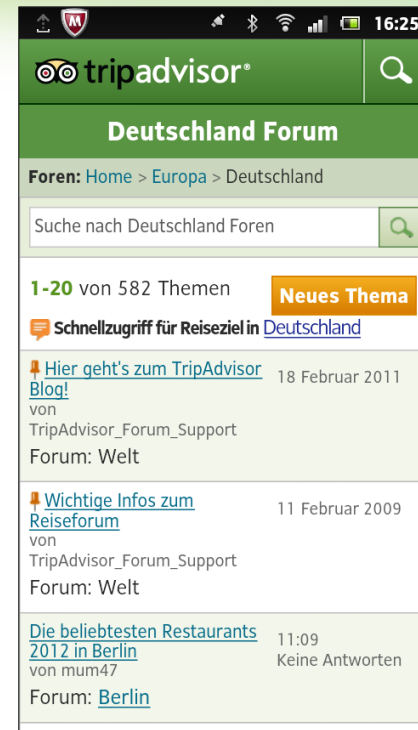 16:25
tripadvisor®
Deutschland Forum
Foren: Home > Europa > Deutschland
Suche nach Deutschland Foren
1-20 von 582 Themen
Neues Thema
Schnellzugriff für Reiseziel in Deutschland
Hier geht's zum TripAdvisor
Blog!
18 Februar 2011
von
TripAdvisor_Forum_Support
Forum: Welt
Wichtige Infos zum
Reiseforum
11 Februar 2009
von
TripAdvisor_Forum_Support
Forum: Welt
Die beliebtesten Restaurants
2012 in Berlin
11:09
Keine Antworten
von mum47
Forum: Berlin